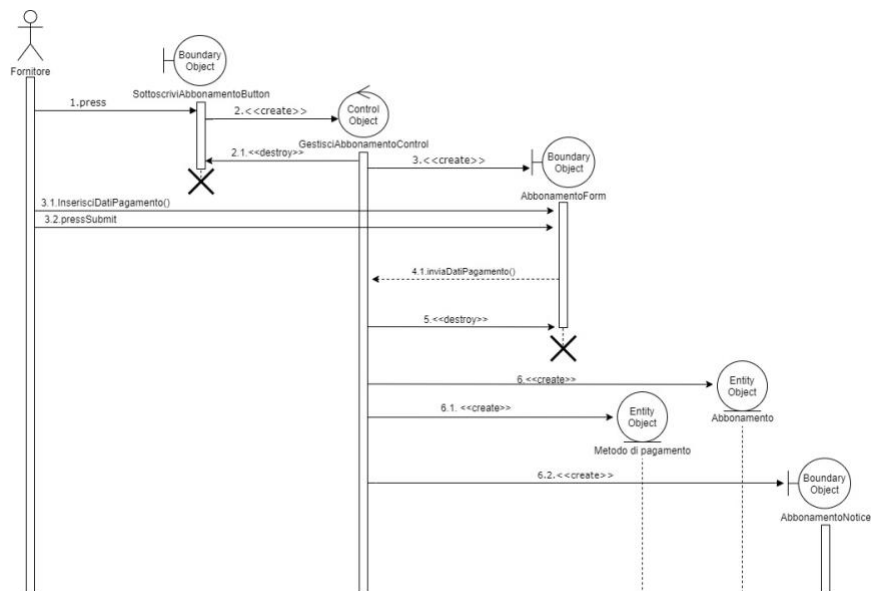 Boundary
Object
Fornitore
SottoscriviAbbonamentoButton
1.press
2.<<create>>
Control
Object
GestisciAbbonamentoControl
2.1.<<destroy>>
3.<<create>>
Boundary
Object
AbbonamentoForm
3.1.InserisciDatiPagamento()
3.2.pressSubmit
4.1.inviaDatiPagamento()
5.<<destroy>>
6.<<create>>
Entity
Object
Abbonamento
6.1. <<create>>
Entity
Object
Metodo di pagamento
6.2.<<create>>
Boundary
Object
AbbonamentoNotice